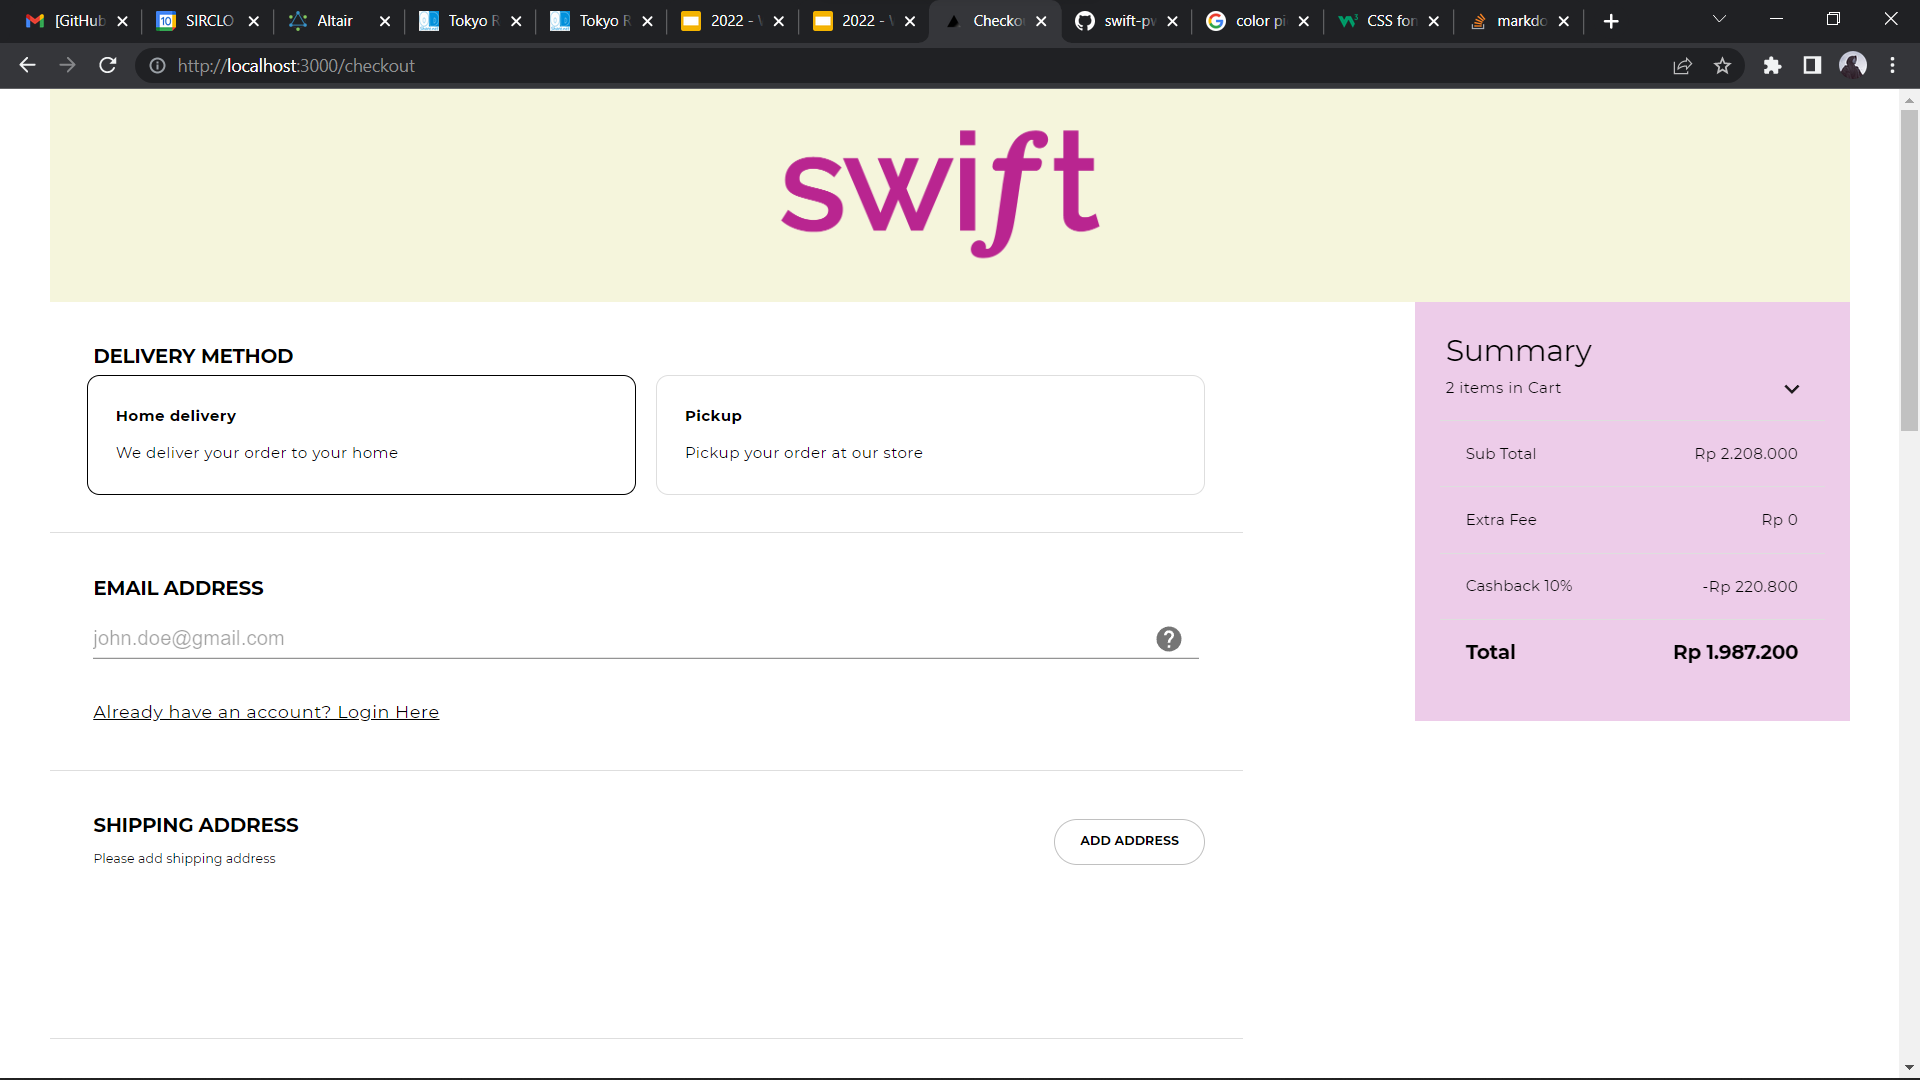 [GitHub
10
SIRCLO
Altair
Tokyo R
Tokyo R
2022 -
2022 -
Checko
swift-pw
color pi
CSS fon
markdo
http://localhost:3000/checkout
swift
DELIVERY METHOD
Home delivery
We deliver your order to your home
Pickup
Pickup your order at our store
EMAIL ADDRESS
john.doe@gmail.com
?
Already have an account? Login Here
SHIPPING ADDRESS
Please add shipping address
ADD ADDRESS
Summary
2 items in Cart
Sub Total Rp 2.208.000
Extra Fee Rp 0
Cashback 10% -Rp 220.800
Total Rp 1.987.200